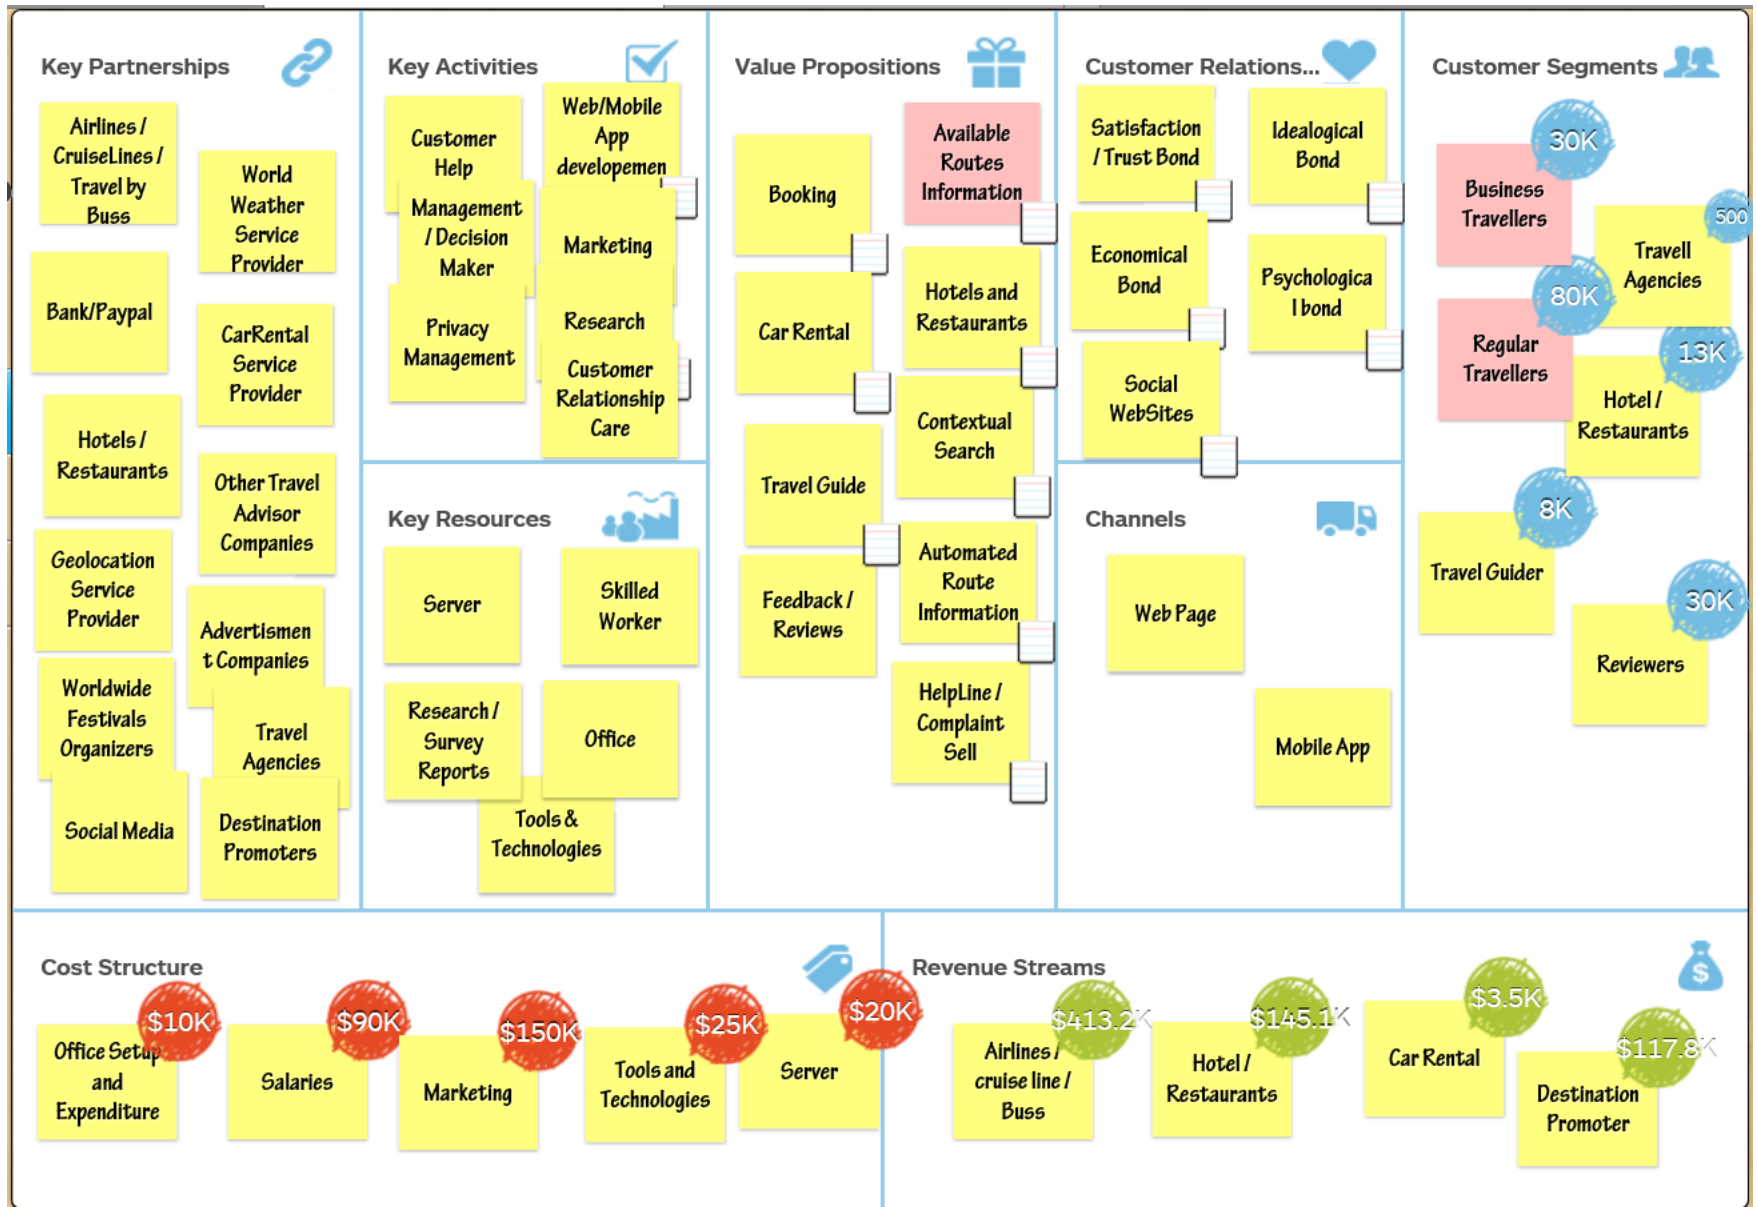 Key Partnerships
Airlines /
CruiseLines /
Travel by
Buss
World
Weather
Service
Provider
Bank/Paypal
CarRental
Service
Provider
Hotels /
Restaurants
Other Travel
Advisor
Companies
Geolocation
Service
Provider
Advertismen
t Companies
Worldwide
Festivals
Organizers
Travel
Agencies
Social Media
Destination
Promoters
Key Activities
Customer
Help
Web/Mobile
App
developemen
Management
/ Decision
Maker
Marketing
Privacy
Management
Research
Customer
Relationship
Care
Key Resources
Server
Skilled
Worker
Research /
Survey
Reports
Office
Tools &
Technologies
Value Propositions
Available
Routes
Information
Booking
Hotels and
Restaurants
Car Rental
Contextual
Search
Travel Guide
Automated
Route
Information
Feedback /
Reviews
HelpLine /
Complaint
Sell
Customer Relations...
Satisfaction
/ Trust Bond
Idealogical
Bond
Economical
Bond
Psychologica
l bond
Social
WebSites
Channels
Web Page
Mobile App
Customer Segments
30K
Business
Travellers
500
Travell
Agencies
80K
Regular
Travellers
13K
Hotel /
Restaurants
8K
Travel Guider
30K
Reviewers
Cost Structure
$10K
Office Setup
and
Expenditure
$90K
Salaries
$150K
Marketing
$25K
Tools and
Technologies
$20K
Server
Revenue Streams
$
$413.2K
Airlines /
cruise line /
Buss
$145.1K
Hotel /
Restaurants
$3.5K
Car Rental
$117.8K
Destination
Promoter